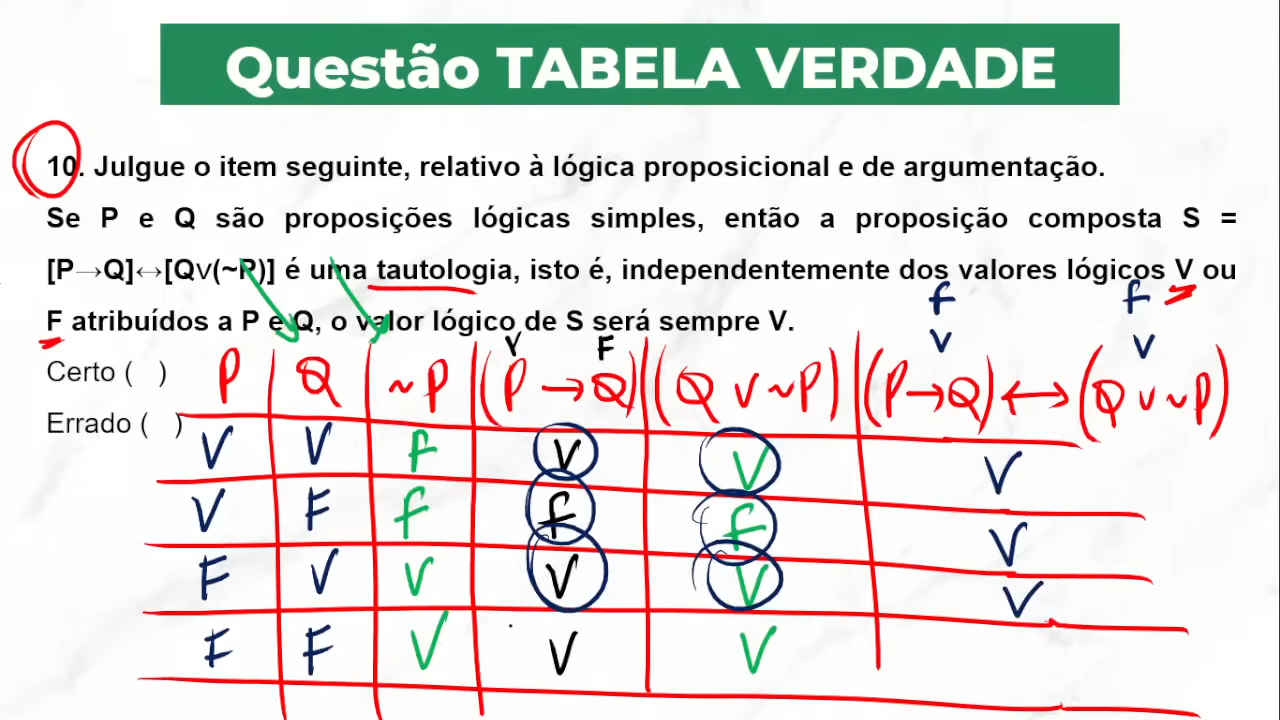 Questão TABELA VERDADE
10. Julgue o item seguinte, relativo à lógica proposicional e de argumentação.
Se P e Q são proposições lógicas simples, então a proposição composta S =
[P→Q]↔[Q∨(~P)] é uma tautologia, isto é, independentemente dos valores lógicos V ou
F atribuídos a P e Q, o valor lógico de S será sempre V.
f f
V F V V
Certo ( )
P Q ~P (P → Q) (Q ∨ ~P) (P→Q) ↔ (Q ∨ ~P)
Errado ( )
V V f V V V
V F f f f V
F V V V V V
F F V V V